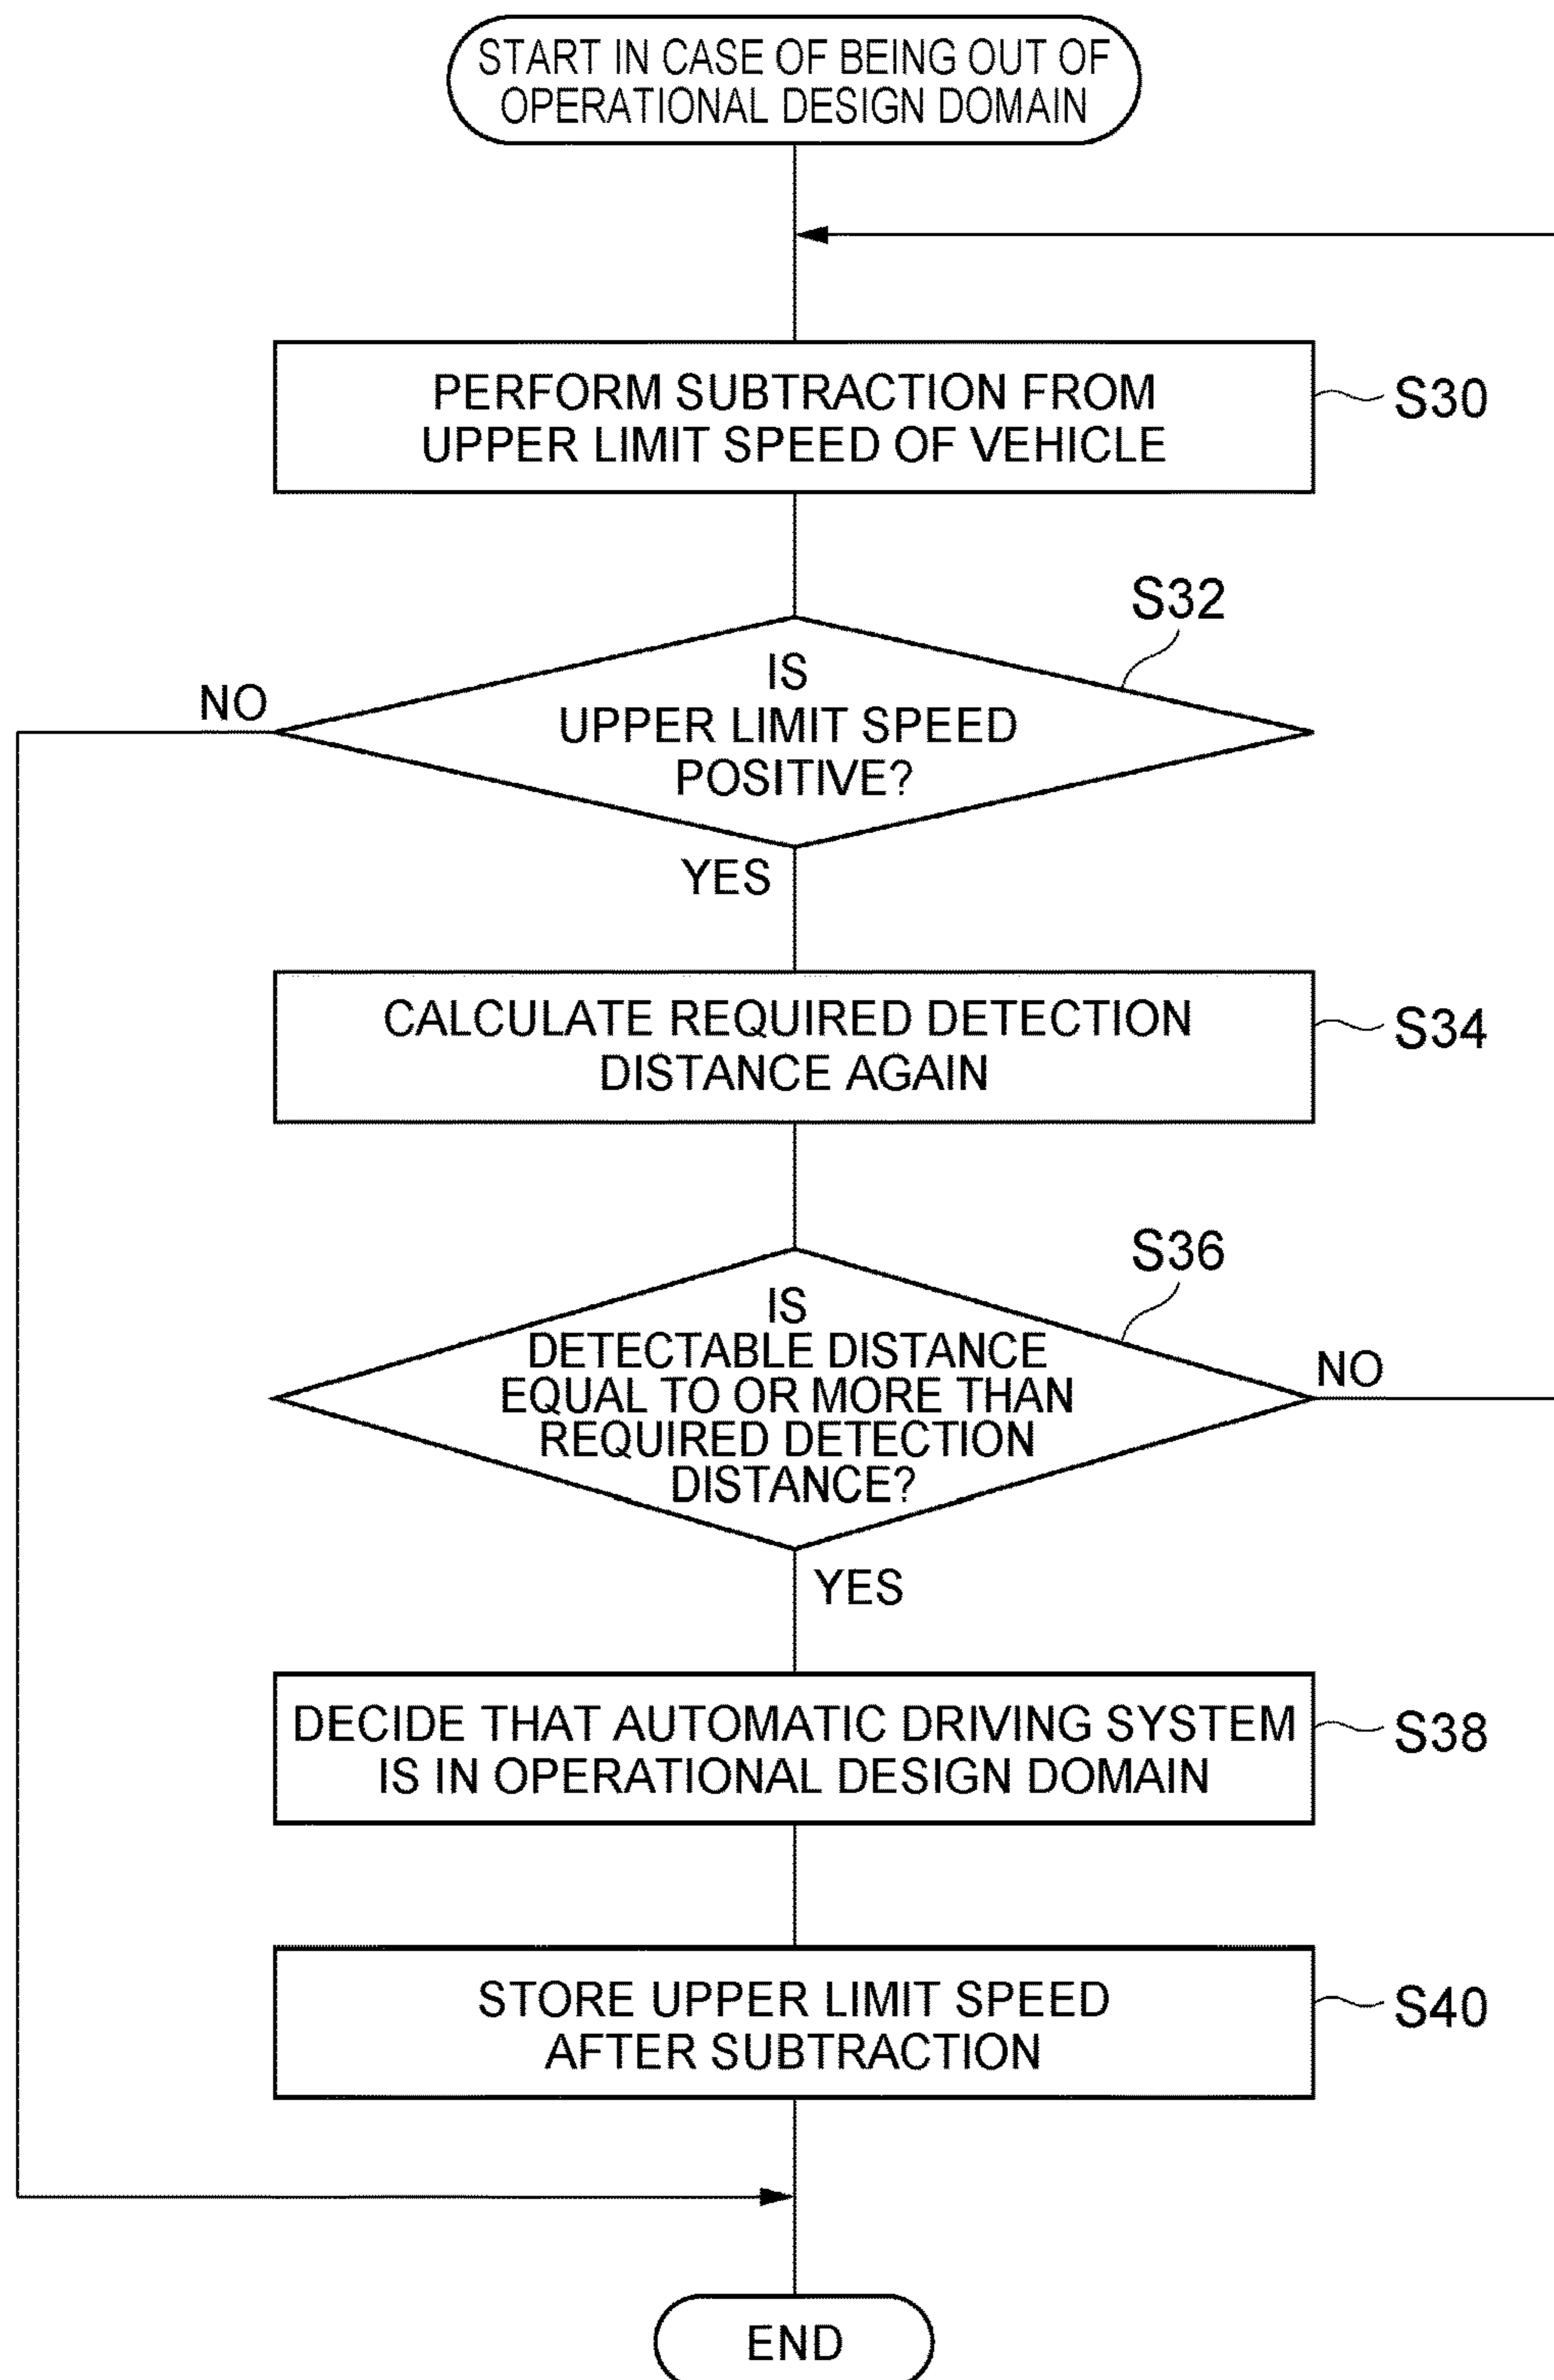 START IN CASE OF BEING OUT OF
OPERATIONAL DESIGN DOMAIN
PERFORM SUBTRACTION FROM
UPPER LIMIT SPEED OF VEHICLE
S30
S32
IS
UPPER LIMIT SPEED
POSITIVE?
NO
YES
CALCULATE REQUIRED DETECTION
DISTANCE AGAIN
S34
S36
IS
DETECTABLE DISTANCE
EQUAL TO OR MORE THAN
REQUIRED DETECTION
DISTANCE?
NO
YES
DECIDE THAT AUTOMATIC DRIVING SYSTEM
IS IN OPERATIONAL DESIGN DOMAIN
S38
STORE UPPER LIMIT SPEED
AFTER SUBTRACTION
S40
END